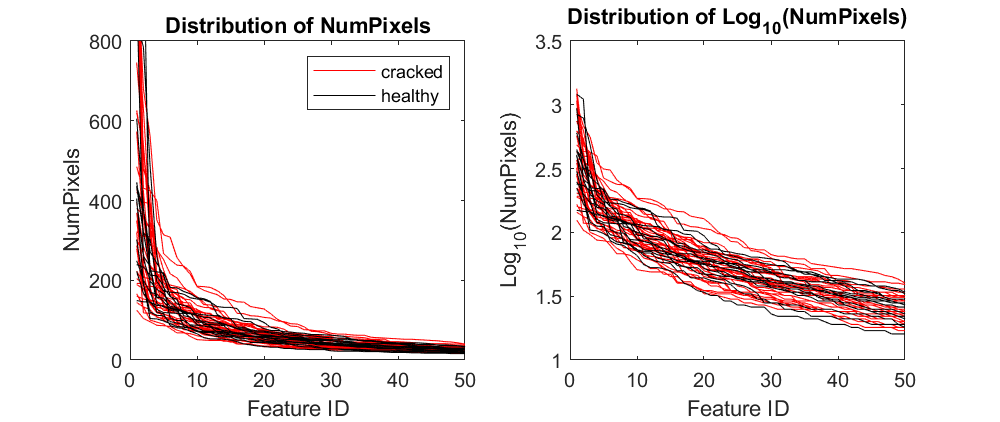 Distribution of NumPixels
800
600
400
200
0
0 10 20 30 40 50
NumPixels
Feature ID
cracked
healthy
Distribution of Log10(NumPixels)
3.5
3
2.5
2
1.5
1
0 10 20 30 40 50
Log10(NumPixels)
Feature ID